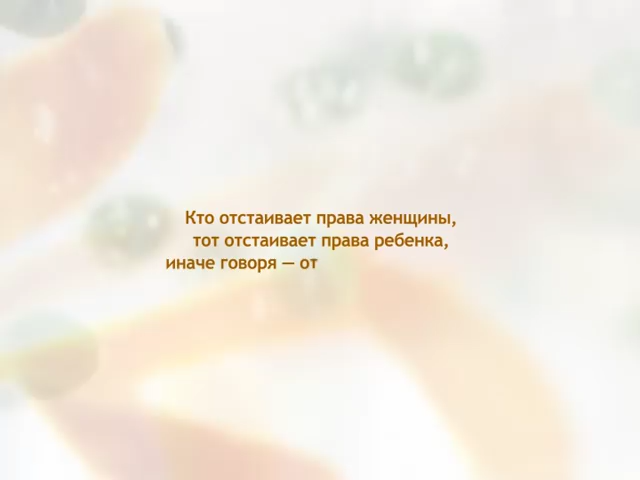 Кто отстаивает права женщины,
тот отстаивает права ребенка,
иначе говоря — от